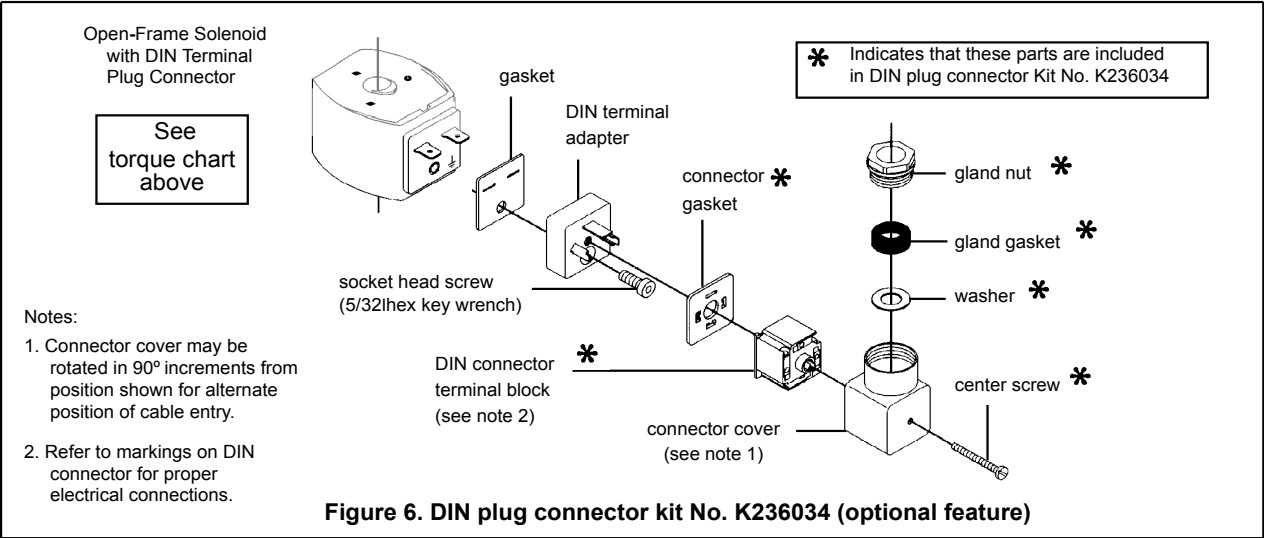 Open-Frame Solenoid
with DIN Terminal
Plug Connector
See
torque chart
above
gasket
DIN terminal
adapter
* Indicates that these parts are included
in DIN plug connector Kit No. K236034
connector *
gasket
gland nut *
gland gasket *
washer *
socket head screw
(5/32lhex key wrench)
DIN connector *
terminal block
(see note 2)
connector cover
(see note 1)
center screw *
Notes:
1. Connector cover may be
rotated in 90º increments from
position shown for alternate
position of cable entry.
2. Refer to markings on DIN
connector for proper
electrical connections.
Figure 6. DIN plug connector kit No. K236034 (optional feature)